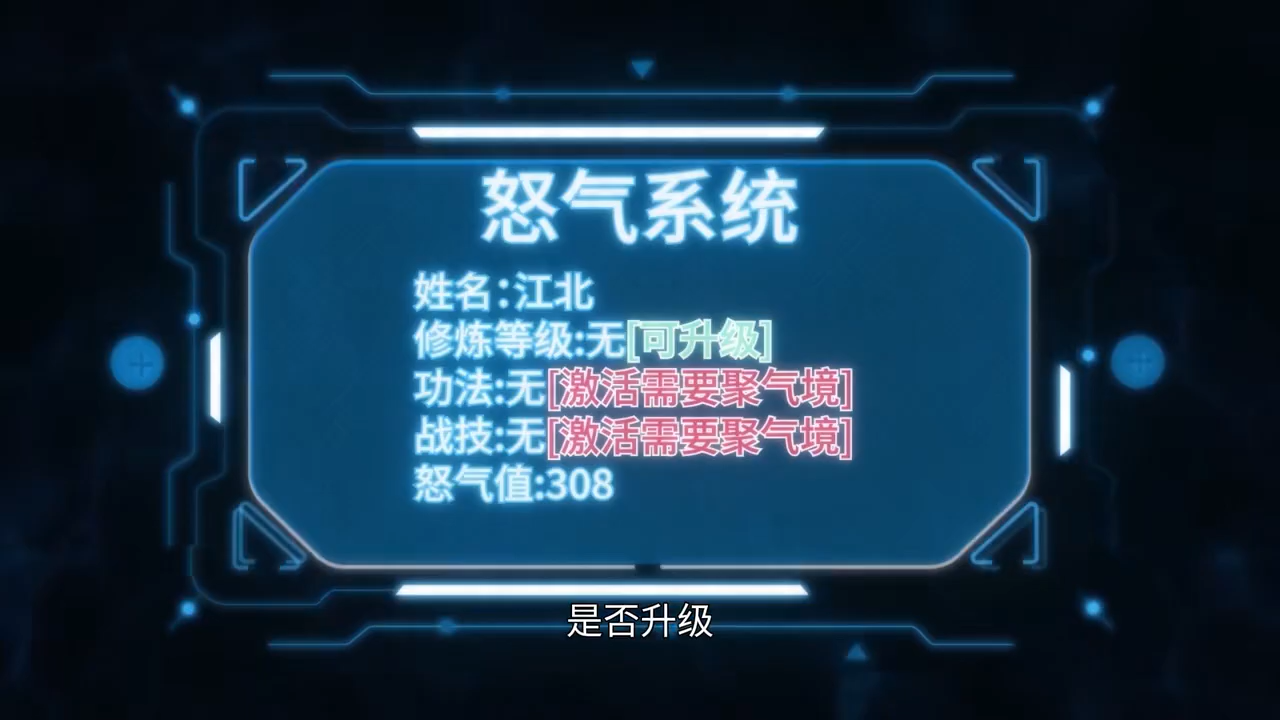 怒气系统
姓名:江北
修炼等级:无[可升级]
功法:无[激活需要聚气境]
战技:无[激活需要聚气境]
怒气值:308
是否升级